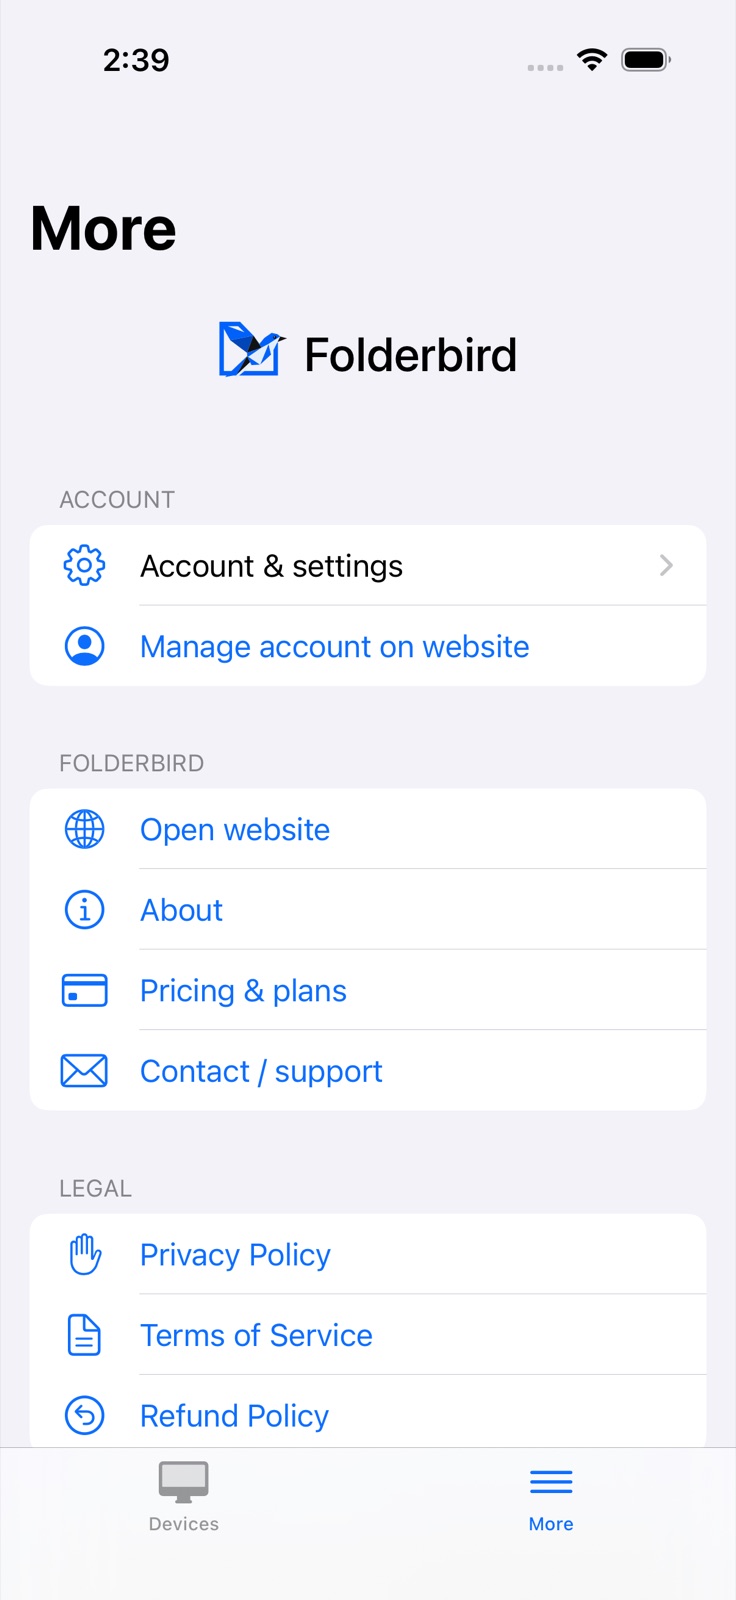 2:39
More
Folderbird
ACCOUNT
Account & settings
Manage account on website
FOLDERBIRD
Open website
About
Pricing & plans
Contact / support
LEGAL
Privacy Policy
Terms of Service
Refund Policy
Devices
More